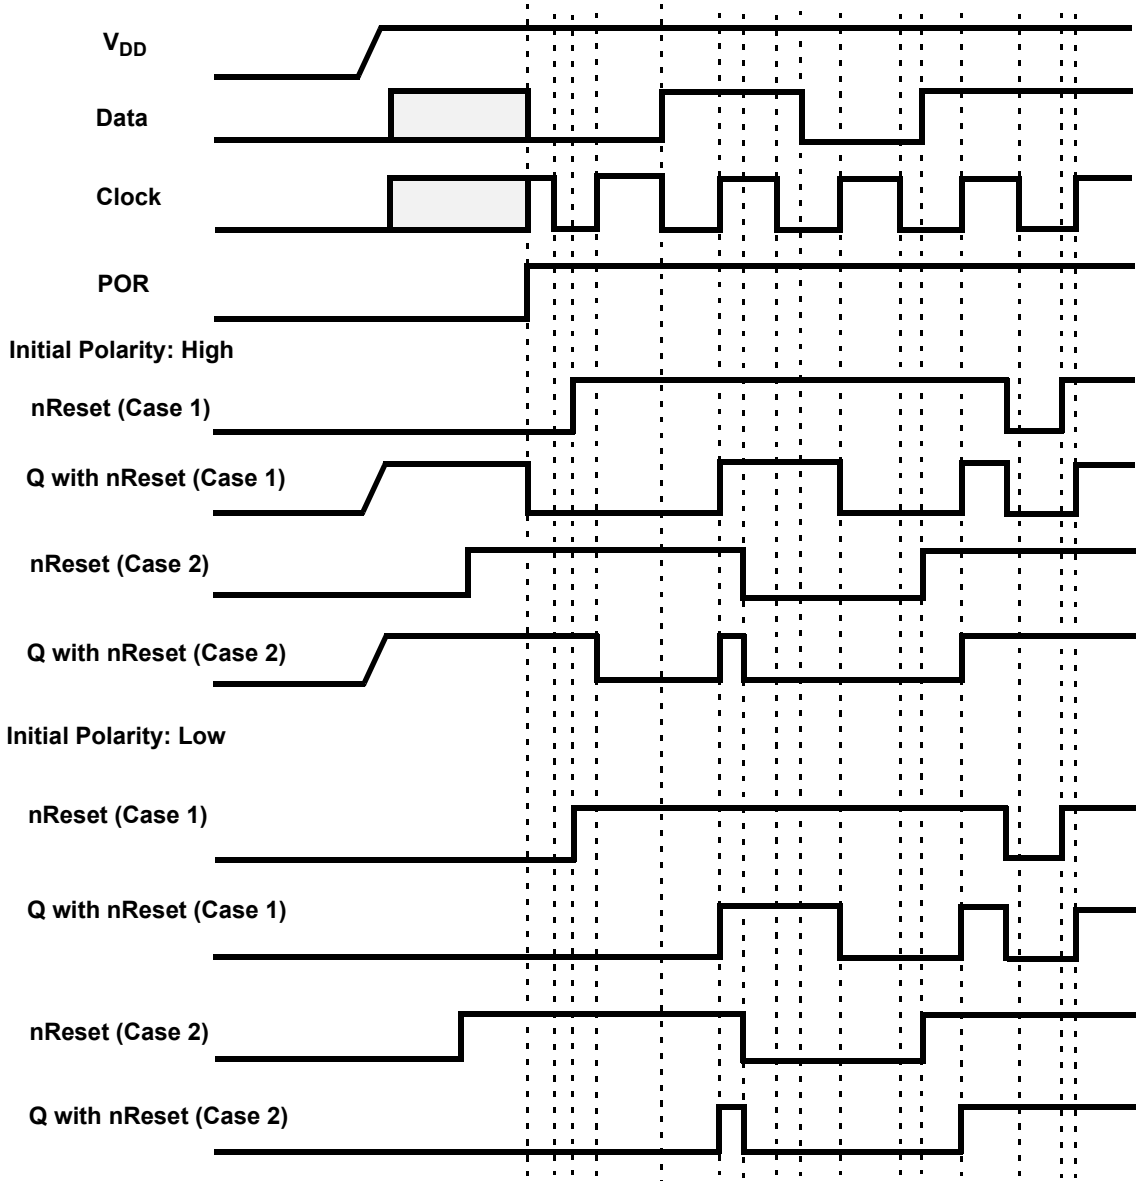 VDD
Data
Clock
POR
Initial Polarity: High
nReset (Case 1)
Q with nReset (Case 1)
nReset (Case 2)
Q with nReset (Case 2)
Initial Polarity: Low
nReset (Case 1)
Q with nReset (Case 1)
nReset (Case 2)
Q with nReset (Case 2)